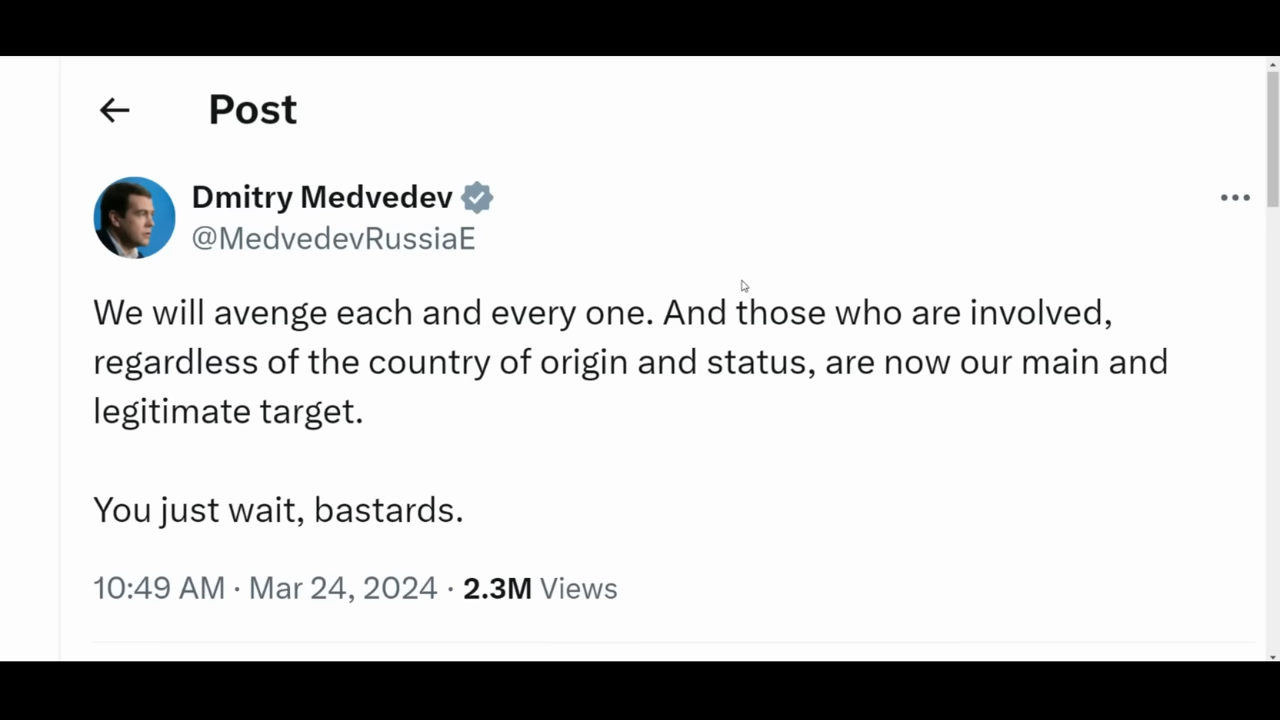 Post
Dmitry Medvedev
@MedvedevRussiaE
We will avenge each and every one. And those who are involved,
regardless of the country of origin and status, are now our main and
legitimate target.
You just wait, bastards.
10:49 AM · Mar 24, 2024 · 2.3M Views